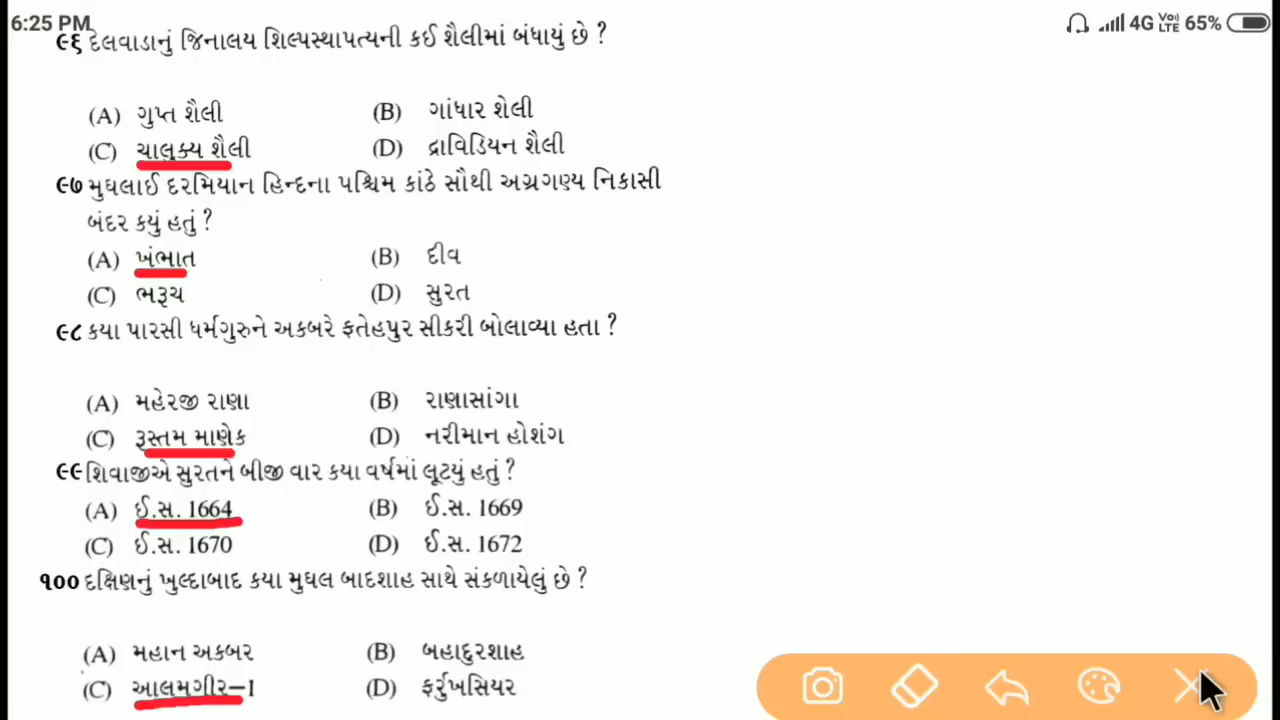 6:25 PM 4G VoLTE 65%
૯૬ દેલવાડાનું જિનાલય શિલ્પસ્થાપત્યની કઈ શૈલીમાં બંધાયું છે ?
(A) ગુપ્ત શૈલી (B) ગાંધાર શેલી
(C) ચાલુક્ય શૈલી (D) દ્રાવિડિયન શૈલી
૯૭ મુઘલાઈ દરમિયાન હિન્દના પશ્ચિમ કાંઠે સૌથી અગ્રગણ્ય નિકાસી
બંદર કયું હતું ?
(A) ખંભાત (B) દીવ
(C) ભરૂચ (D) સુરત
૯૮ કયા પારસી ધર્મગુરુને અકબરે ફતેહપુર સીકરી બોલાવ્યા હતા ?
(A) મહેરજી રાણા (B) રાણાસાંગા
(C) રૂસ્તમ માણેક (D) નરીમાન હોશંગ
૯૯ શિવાજીએ સુરતને બીજી વાર કયા વર્ષમાં લૂટયું હતું ?
(A) ઈ.સ. 1664 (B) ઈ.સ. 1669
(C) ઈ.સ. 1670 (D) ઈ.સ. 1672
૧૦૦ દક્ષિણનું ખુલ્દાબાદ કયા મુઘલ બાદશાહ સાથે સંકળાયેલું છે ?
(A) મહાન અકબર (B) બહાદુરશાહ
(C) આલમગીર–1 (D) ફર્રુખસિયર